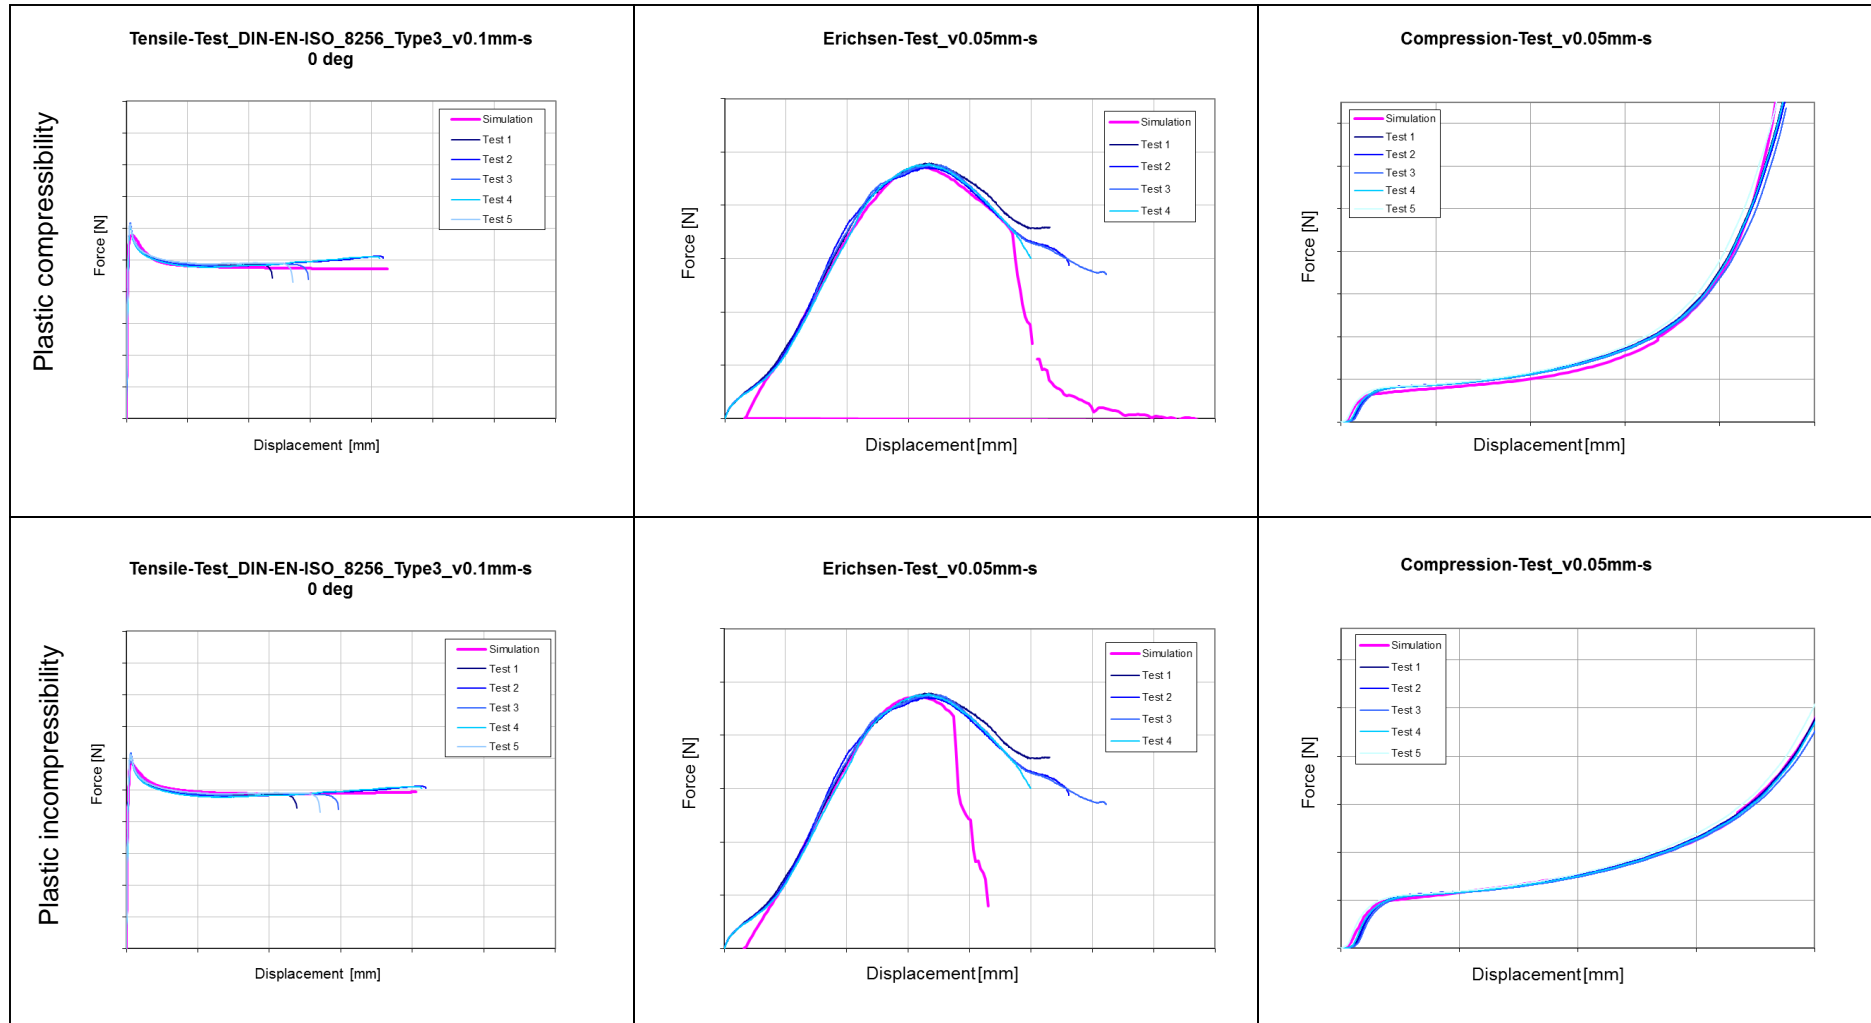 Plastic compressibility
Tensile-Test_DIN-EN-ISO_8256_Type3_v0.1mm-s
0 deg
Force [N]
Simulation
Test 1
Test 2
Test 3
Test 4
Test 5
Displacement [mm]
Erichsen-Test_v0.05mm-s
Force [N]
Simulation
Test 1
Test 2
Test 3
Test 4
Displacement[mm]
Compression-Test_v0.05mm-s
Force [N]
Simulation
Test 1
Test 2
Test 3
Test 4
Test 5
Displacement[mm]
Plastic incompressibility
Tensile-Test_DIN-EN-ISO_8256_Type3_v0.1mm-s
0 deg
Force [N]
Simulation
Test 1
Test 2
Test 3
Test 4
Test 5
Displacement [mm]
Erichsen-Test_v0.05mm-s
Force [N]
Simulation
Test 1
Test 2
Test 3
Test 4
Displacement[mm]
Compression-Test_v0.05mm-s
Force [N]
Simulation
Test 1
Test 2
Test 3
Test 4
Test 5
Displacement[mm]